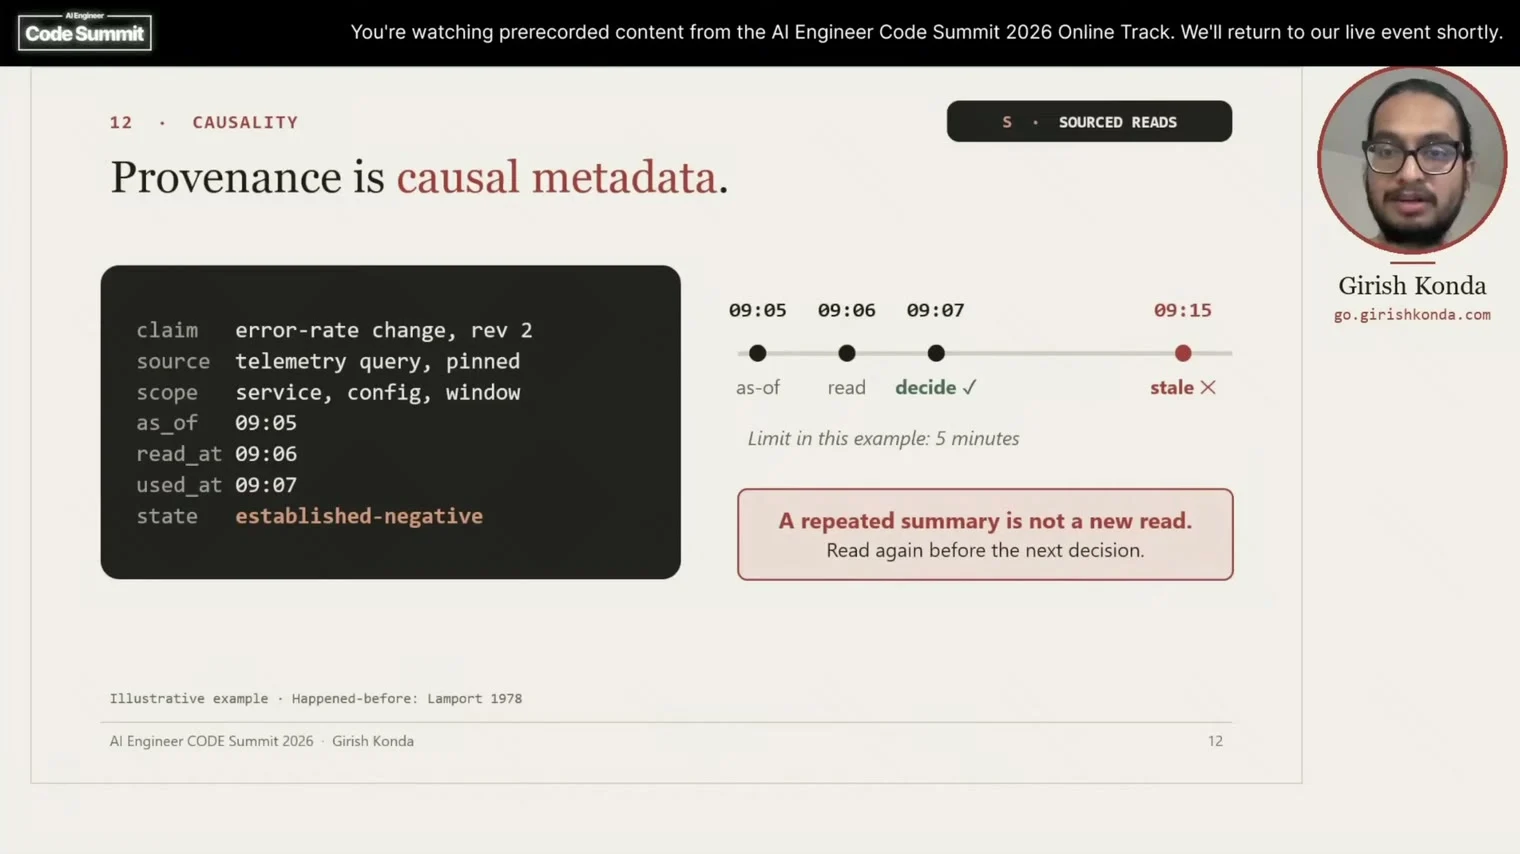 AI Engineer
Code Summit
You're watching prerecorded content from the AI Engineer Code Summit 2026 Online Track. We'll return to our live event shortly.
12 · CAUSALITY
S · SOURCED READS
Provenance is causal metadata.
claim error-rate change, rev 2
source telemetry query, pinned
scope service, config, window
as_of 09:05
read_at 09:06
used_at 09:07
state established-negative
09:05 09:06 09:07 09:15
as-of read decide ✓ stale ✕
Limit in this example: 5 minutes
A repeated summary is not a new read.
Read again before the next decision.
Illustrative example · Happened-before: Lamport 1978
AI Engineer CODE Summit 2026 · Girish Konda
12
Girish Konda
go.girishkonda.com